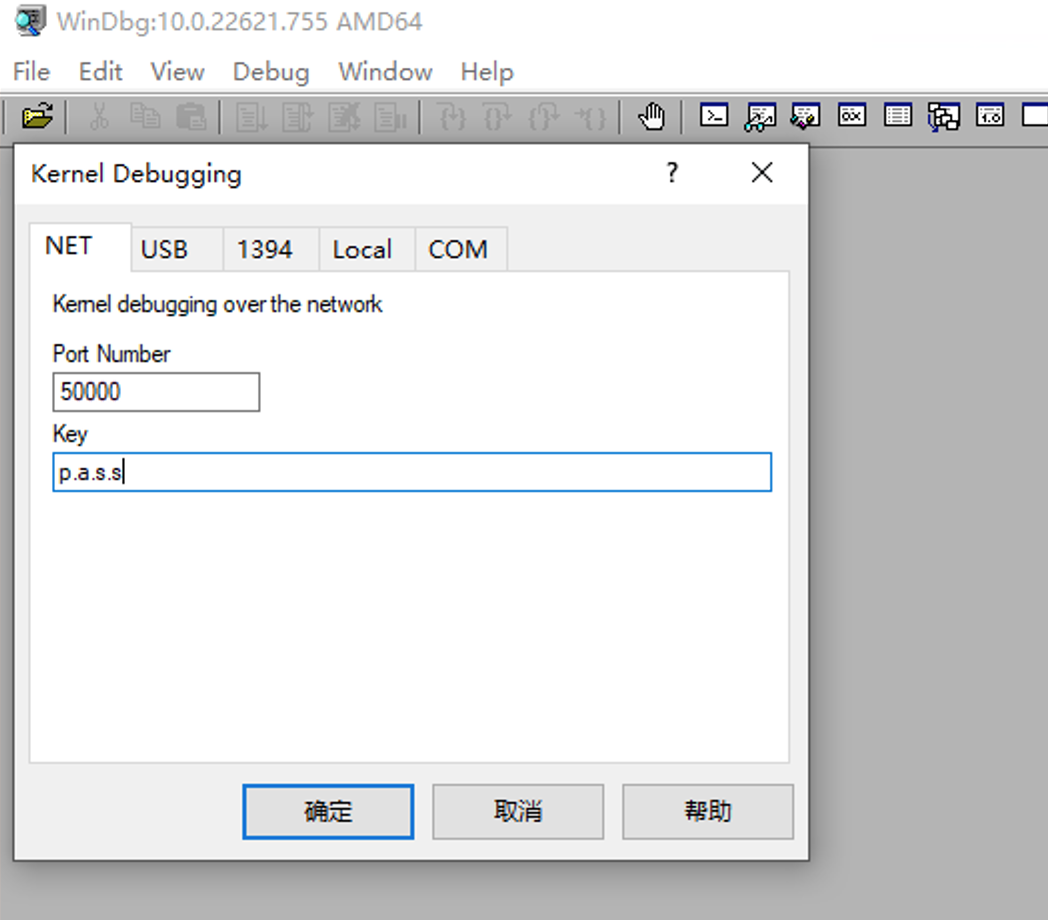 WinDbg:10.0.22621.755 AMD64
File Edit View Debug Window Help
Kernel Debugging ?
NET USB 1394 Local COM
Kernel debugging over the network
Port Number
50000
Key
p.a.s.s
确定 取消 帮助